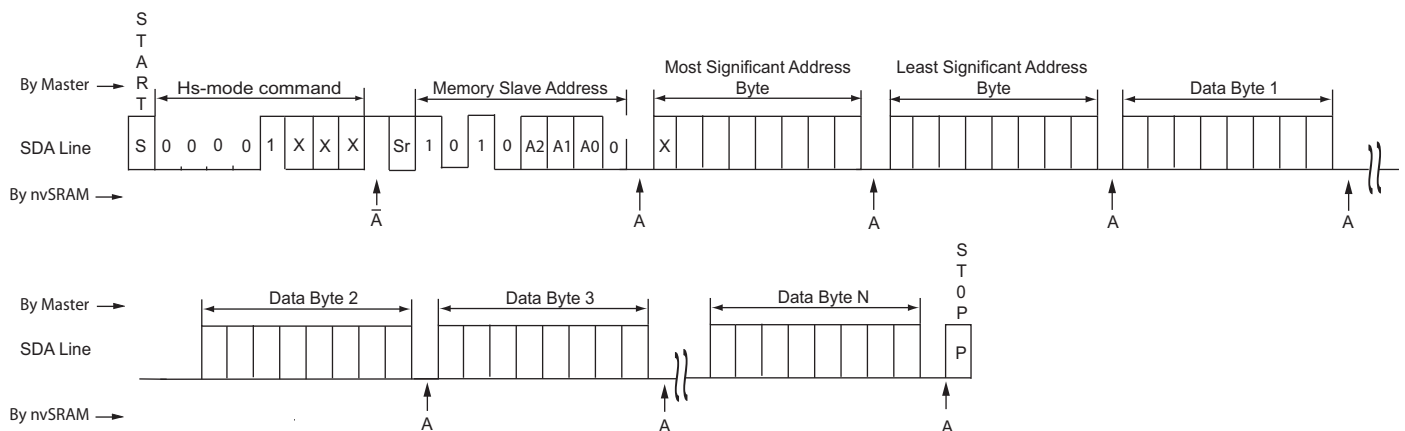 START
By Master
Hs-mode command
Memory Slave Address
Most Significant Address
Byte
Least Significant Address
Byte
Data Byte 1
SDA Line
S 0 0 0 0 1 X X X Sr 1 0 1 0 A2 A1 A0 0 X
By nvSRAM
A̅
A
A
A
A
STOP
By Master
Data Byte 2
Data Byte 3
Data Byte N
SDA Line
P
By nvSRAM
A
A
A